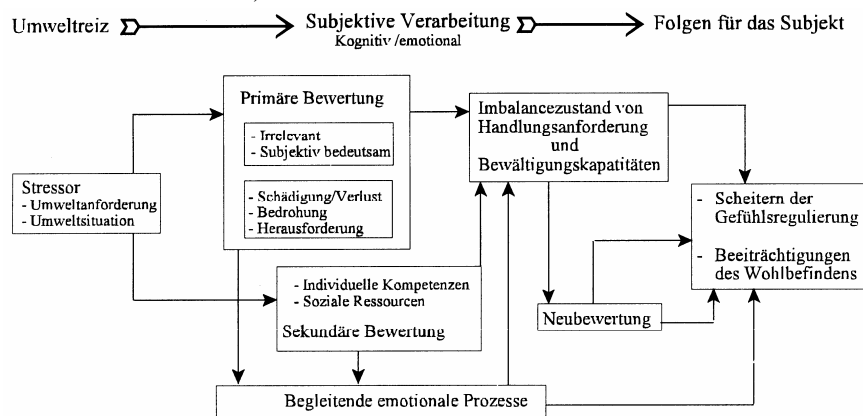 Umweltreiz
Subjektive Verarbeitung
Kognitiv /emotional
Folgen für das Subjekt
Stressor
- Umweltanforderung
- Umweltsituation
Primäre Bewertung
- Irrelevant
- Subjektiv bedeutsam
- Schädigung/Verlust
- Bedrohung
- Herausforderung
- Individuelle Kompetenzen
- Soziale Ressourcen
Sekundäre Bewertung
Imbalancezustand von
Handlungsanforderung
und
Bewältigungskapatitäten
Neubewertung
- Scheitern der
Gefühlsregulierung
- Beeiträchtigungen
des Wohlbefindens
Begleitende emotionale Prozesse